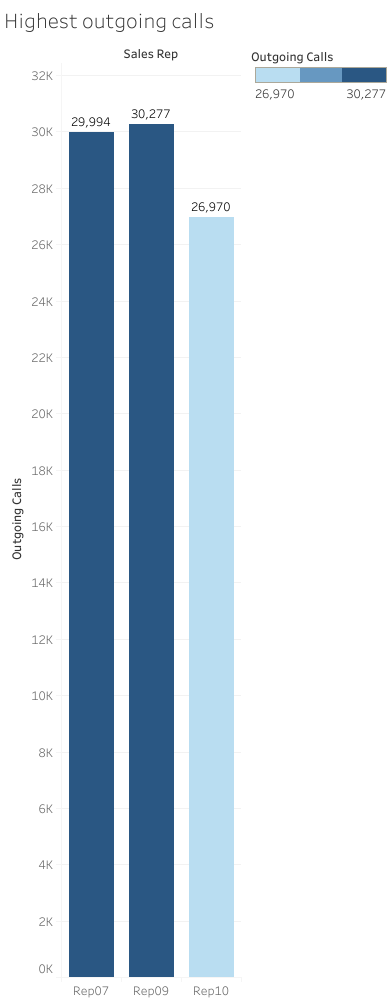 Highest outgoing calls
Sales Rep
Outgoing Calls
26,970 30,277
32K
30K
28K
26K
24K
22K
20K
18K
16K
14K
12K
10K
8K
6K
4K
2K
0K
Outgoing Calls
29,994
30,277
26,970
Rep07 Rep09 Rep10